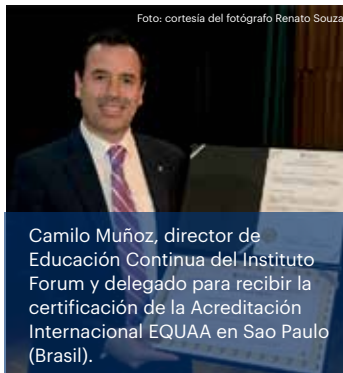 Foto: cortesía del fotógrafo Renato Souza
Camilo Muñoz, director de
Educación Continua del Instituto
Forum y delegado para recibir la
certificación de la Acreditación
Internacional EQUAA en Sao Paulo
(Brasil).